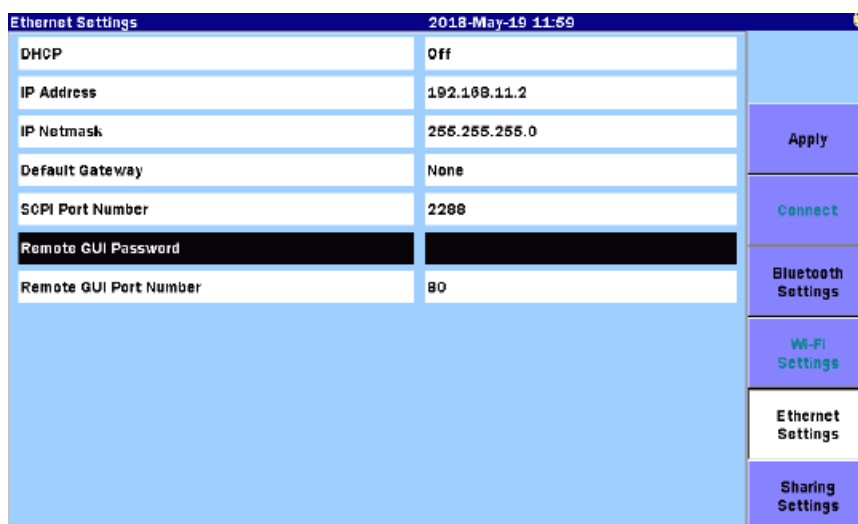 Ethernet Settings 2018-May-19 11:59
DHCP Off
IP Address 192.168.11.2
IP Netmask 255.255.255.0
Default Gateway None
SCPI Port Number 2288
Remote GUI Password
Remote GUI Port Number 80
Apply
Connect
Bluetooth
Settings
Wi-Fi
Settings
Ethernet
Settings
Sharing
Settings